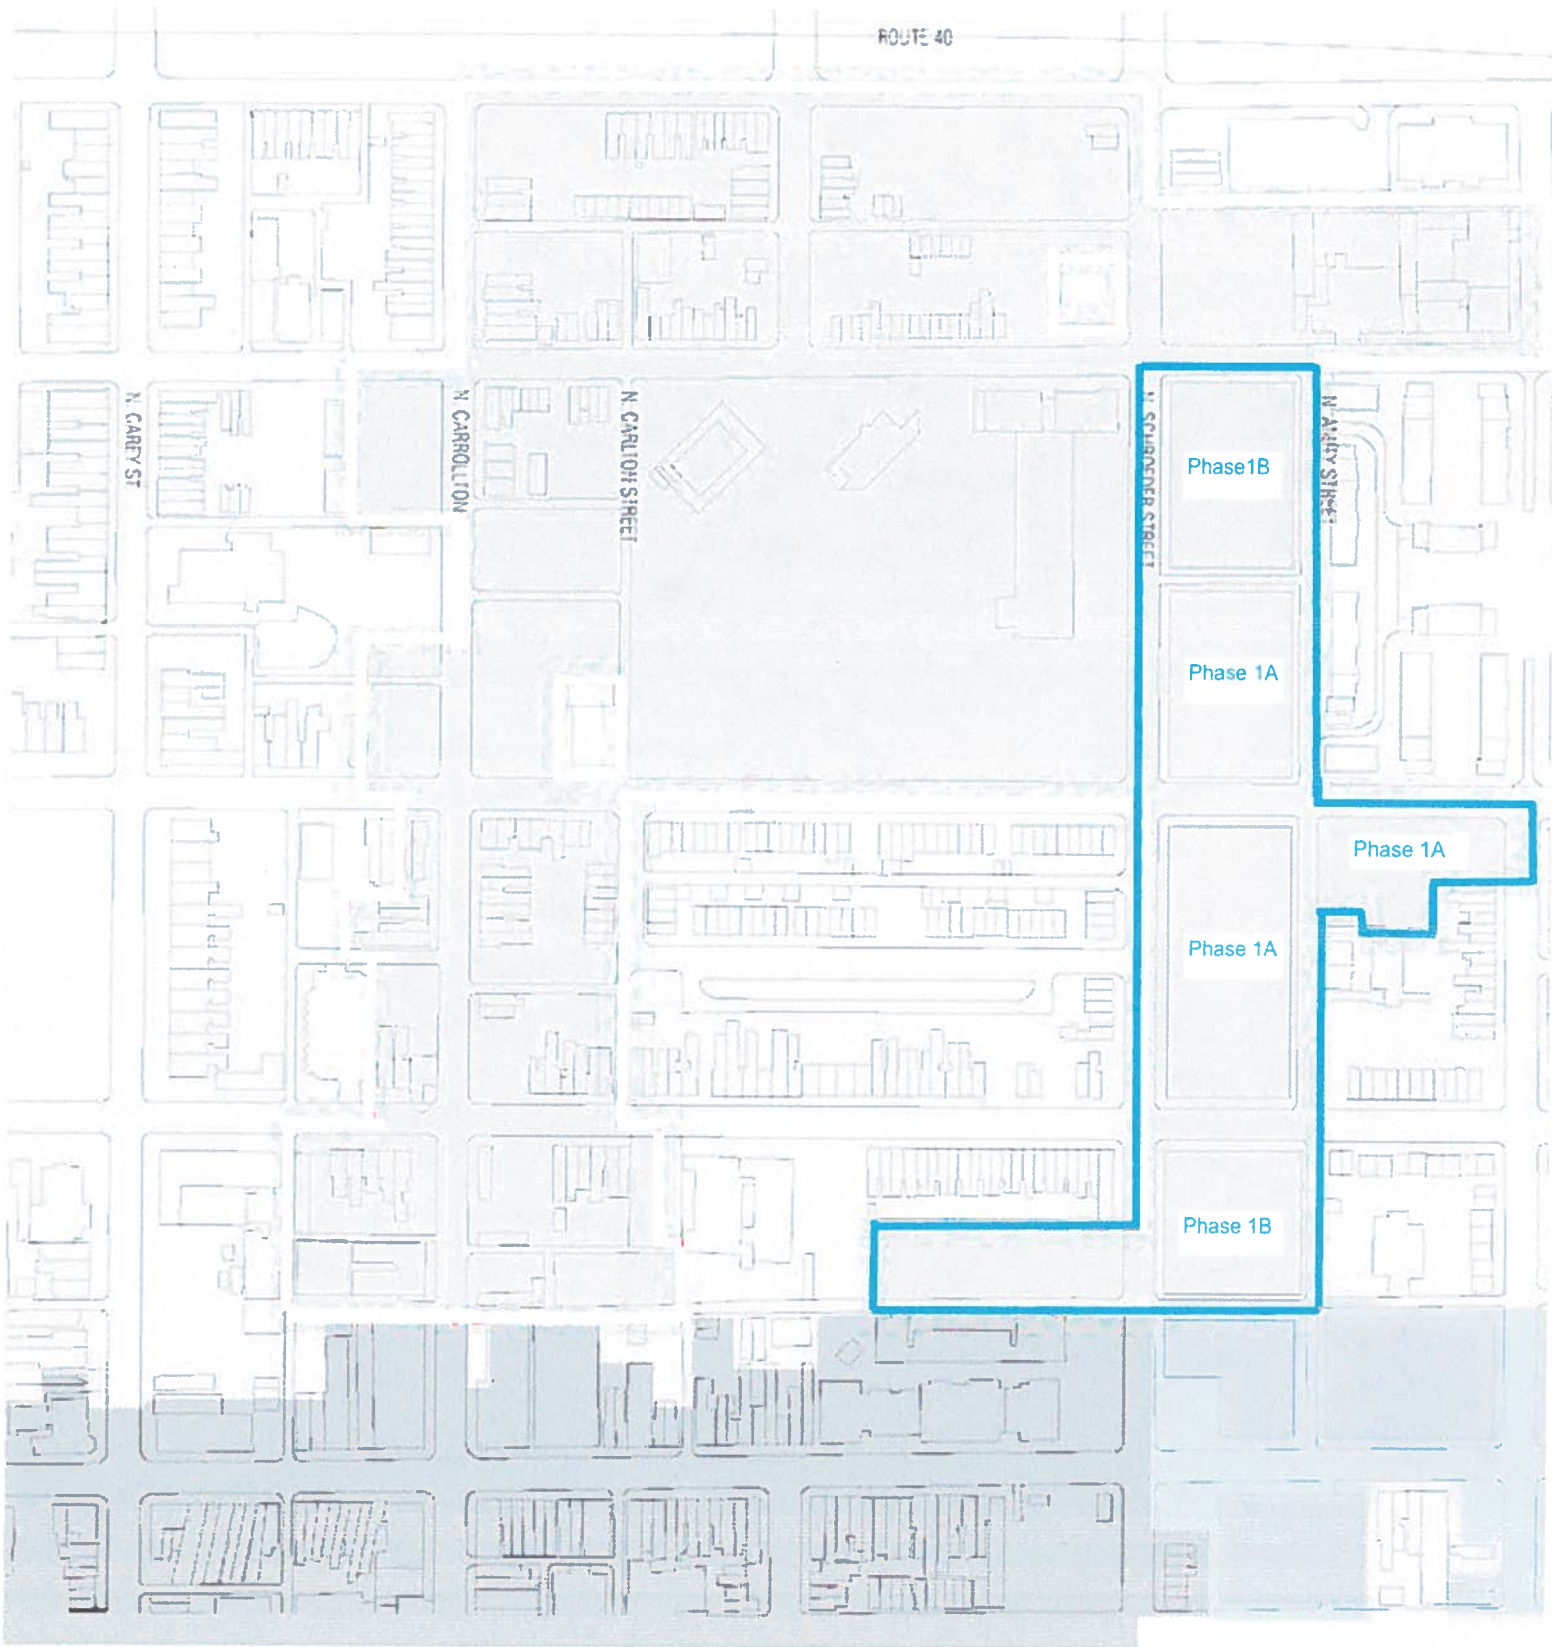 ROUTE 40
N. CAREY ST
N. CARROLLTON
N. CARLTON STREET
N. SCHROEDER STREET
N. AMITY STREET
Phase1B
Phase 1A
Phase 1A
Phase 1A
Phase 1B